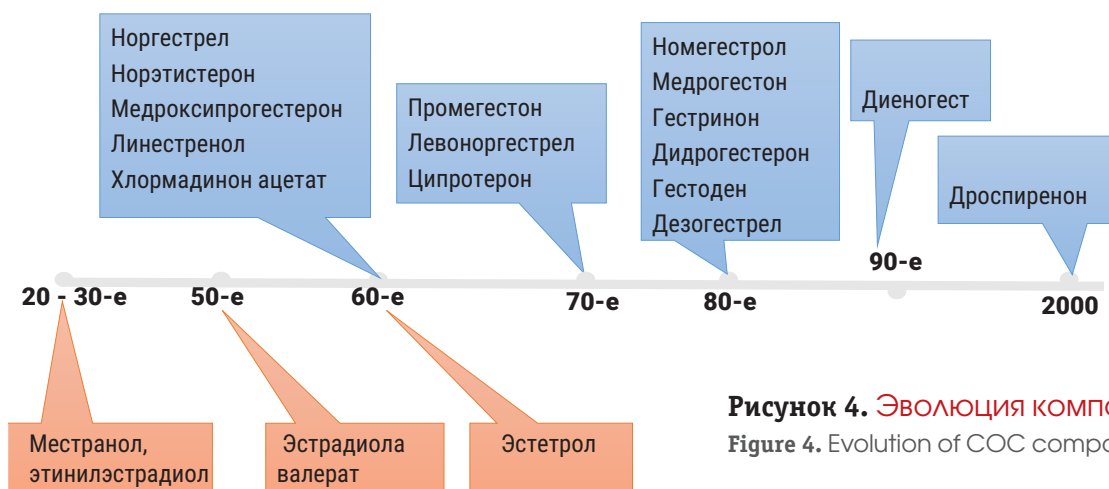 Норгестрел
Норэтистерон
Медроксипрогестерон
Линестренол
Хлормадинон ацетат
Промегестон
Левоноргестрел
Ципротерон
Номегестрол
Медрогестон
Гестринон
Дидрогестерон
Гестоден
Дезогестрел
Диеногест
Дроспиренон
20 - 30-е
50-е
60-е
70-е
80-е
90-е
2000
Местранол,
этинилэстрадиол
Эстрадиола
валерат
Эстетрол
Рисунок 4. Эволюция
Figure 4. Evolution of COC